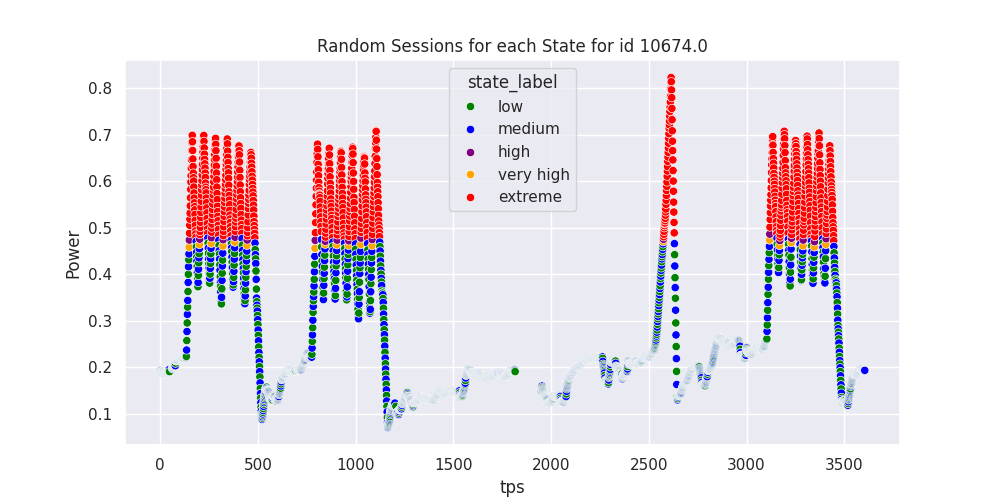 Random Sessions for each State for id 10674.0
state_label
low
medium
high
very high
extreme
Power
0.8
0.7
0.6
0.5
0.4
0.3
0.2
0.1
0
500
1000
1500
2000
2500
3000
3500
tps